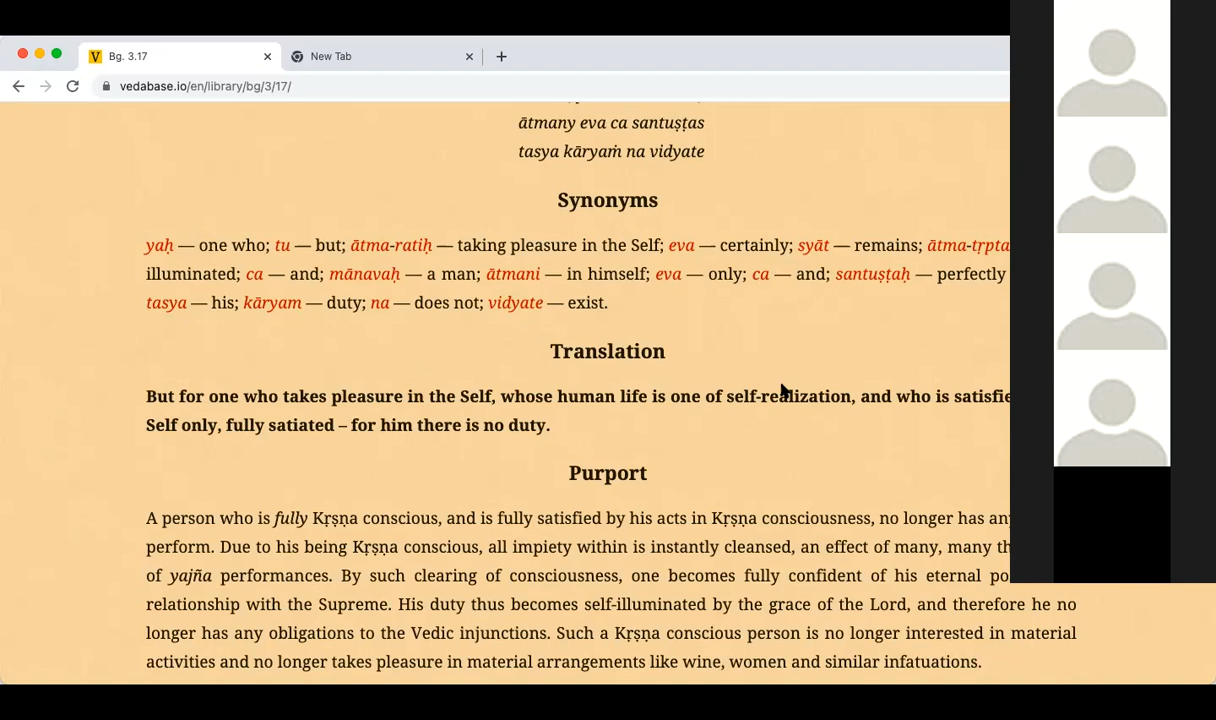 Bg. 3.17
New Tab
vedabase.io/en/library/bg/3/17/
ātmany eva ca santuṣṭas
tasya kāryaṁ na vidyate
Synonyms
yaḥ — one who; tu — but; ātma-ratiḥ — taking pleasure in the Self; eva — certainly; syāt — remains; ātma-tṛpta
illuminated; ca — and; mānavaḥ — a man; ātmani — in himself; eva — only; ca — and; santuṣṭaḥ — perfectly
tasya — his; kāryam — duty; na — does not; vidyate — exist.
Translation
But for one who takes pleasure in the Self, whose human life is one of self-realization, and who is satisfie
Self only, fully satiated – for him there is no duty.
Purport
A person who is fully Kṛṣṇa conscious, and is fully satisfied by his acts in Kṛṣṇa consciousness, no longer has an
perform. Due to his being Kṛṣṇa conscious, all impiety within is instantly cleansed, an effect of many, many th
of yajña performances. By such clearing of consciousness, one becomes fully confident of his eternal po
relationship with the Supreme. His duty thus becomes self-illuminated by the grace of the Lord, and therefore he no
longer has any obligations to the Vedic injunctions. Such a Kṛṣṇa conscious person is no longer interested in material
activities and no longer takes pleasure in material arrangements like wine, women and similar infatuations.